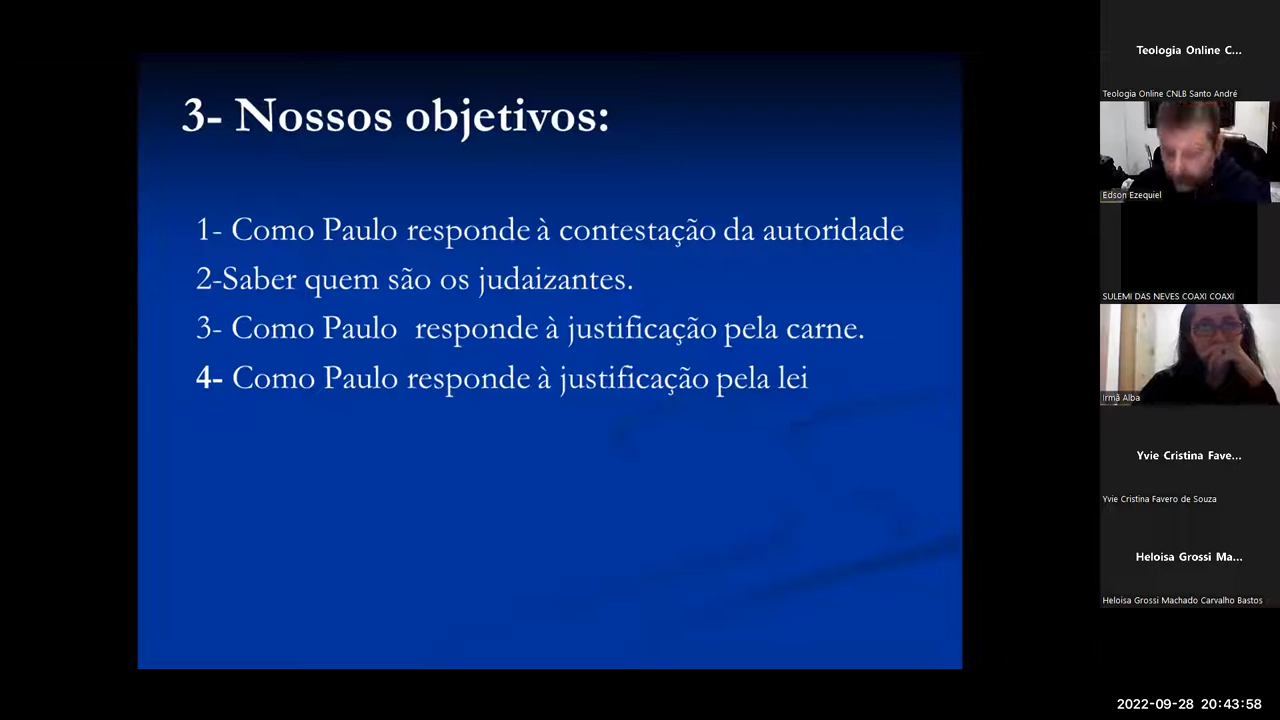 3- Nossos objetivos:
1- Como Paulo responde à contestação da autoridade
2-Saber quem são os judaizantes.
3- Como Paulo  responde à justificação pela carne.
4- Como Paulo responde à justificação pela lei
Teologia Online C...
Teologia Online CNLB Santo André
Edson Ezequiel
SULEMI DAS NEVES COAXI COAXI
Irmã Alba
Yvie Cristina Fave...
Yvie Cristina Favero de Souza
Heloisa Grossi Ma...
Heloisa Grossi Machado Carvalho Bastos
2022-09-28 20:43:58